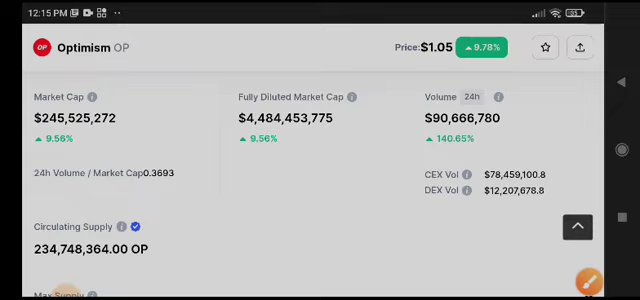 12:15 PM
OP Optimism OP Price:$1.05 9.78%
Market Cap Fully Diluted Market Cap Volume 24h
$245,525,272 $4,484,453,775 $90,666,780
9.56% 9.56% 140.65%
24h Volume / Market Cap0.3693
CEX Vol $78,459,100.8
DEX Vol $12,207,678.8
Circulating Supply
234,748,364.00 OP
Max Supply